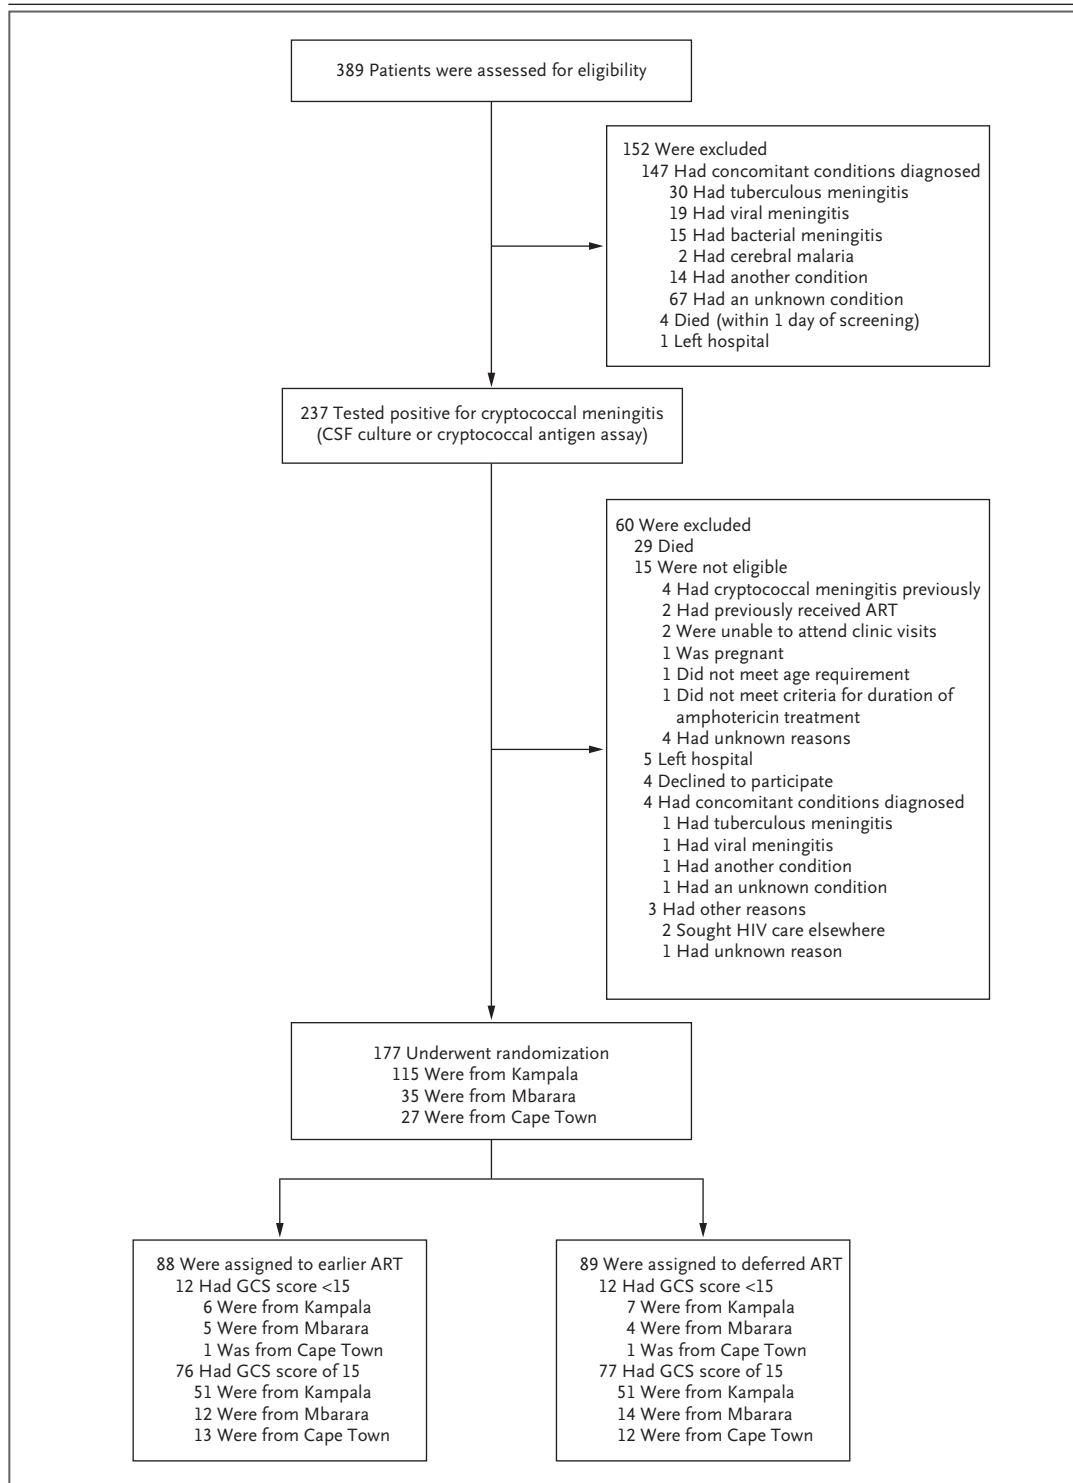 389 Patients were assessed for eligibility
152 Were excluded
147 Had concomitant conditions diagnosed
30 Had tuberculous meningitis
19 Had viral meningitis
15 Had bacterial meningitis
2 Had cerebral malaria
14 Had another condition
67 Had an unknown condition
4 Died (within 1 day of screening)
1 Left hospital
237 Tested positive for cryptococcal meningitis
(CSF culture or cryptococcal antigen assay)
60 Were excluded
29 Died
15 Were not eligible
4 Had cryptococcal meningitis previously
2 Had previously received ART
2 Were unable to attend clinic visits
1 Was pregnant
1 Did not meet age requirement
1 Did not meet criteria for duration of
amphotericin treatment
4 Had unknown reasons
5 Left hospital
4 Declined to participate
4 Had concomitant conditions diagnosed
1 Had tuberculous meningitis
1 Had viral meningitis
1 Had another condition
1 Had an unknown condition
3 Had other reasons
2 Sought HIV care elsewhere
1 Had unknown reason
177 Underwent randomization
115 Were from Kampala
35 Were from Mbarara
27 Were from Cape Town
88 Were assigned to earlier ART
12 Had GCS score <15
6 Were from Kampala
5 Were from Mbarara
1 Was from Cape Town
76 Had GCS score of 15
51 Were from Kampala
12 Were from Mbarara
13 Were from Cape Town
89 Were assigned to deferred ART
12 Had GCS score <15
7 Were from Kampala
4 Were from Mbarara
1 Was from Cape Town
77 Had GCS score of 15
51 Were from Kampala
14 Were from Mbarara
12 Were from Cape Town